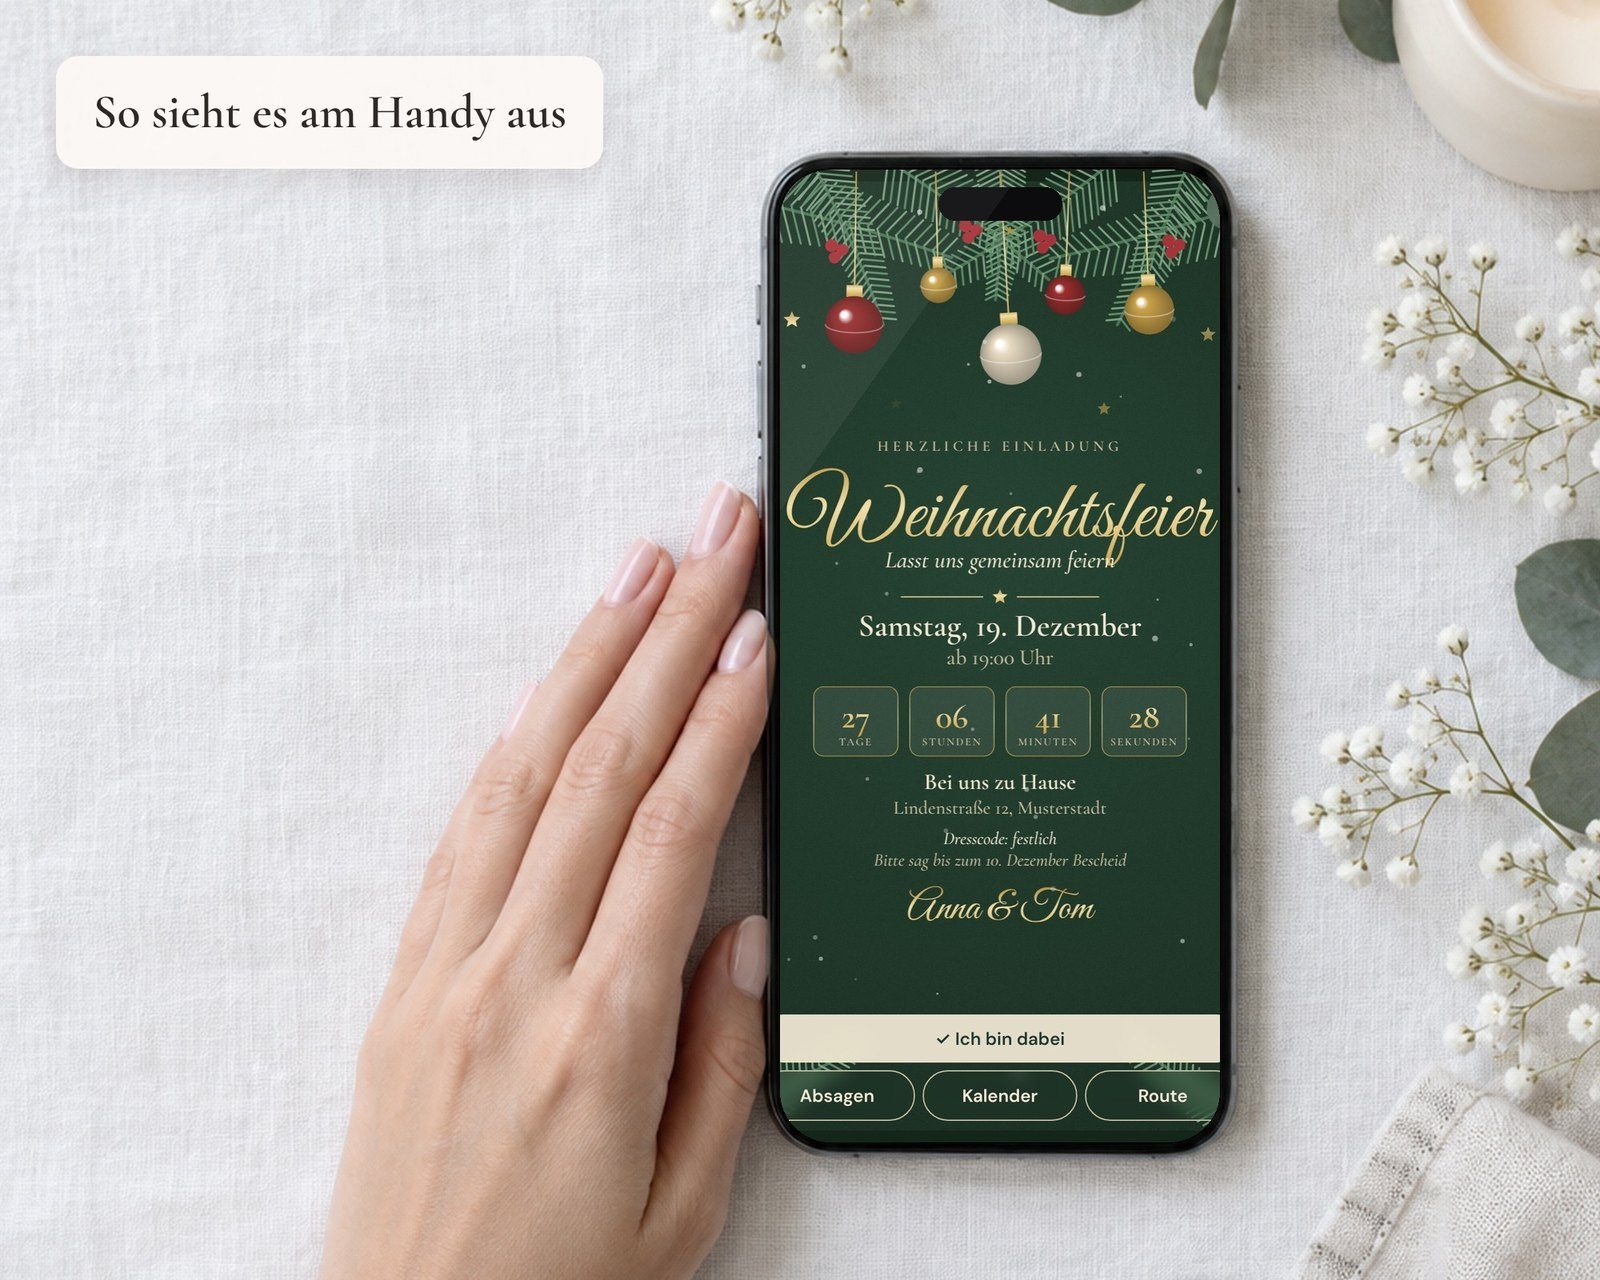 So sieht es am Handy aus
HERZLICHE EINLADUNG
Weihnachtsfeier
Lasst uns gemeinsam feiern
Samstag, 19. Dezember
ab 19:00 Uhr
27 06 41 28
TAGE STUNDEN MINUTEN SEKUNDEN
Bei uns zu Hause
Lindenstraße 12, Musterstadt
Dresscode: festlich
Bitte sag bis zum 10. Dezember Bescheid
Anna & Tom
✓ Ich bin dabei
Absagen Kalender Route